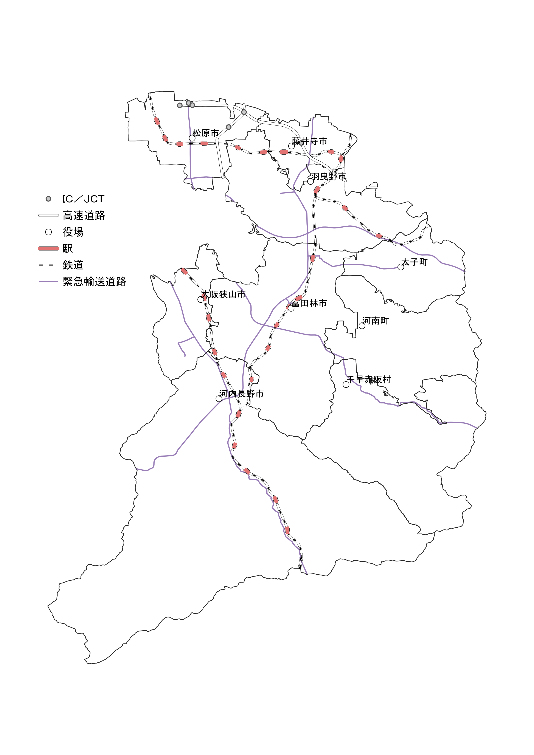 松原市
藤井寺市
羽曳野市
IC／JCT
高速道路
役場
駅
鉄道
緊急輸送道路
太子町
大阪狭山市
富田林市
河南町
千早赤阪村
河内長野市